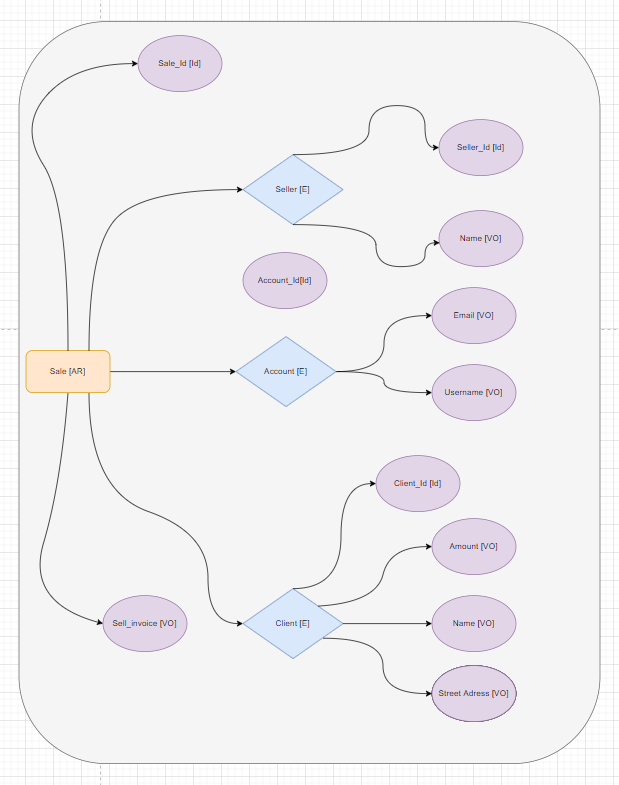 Sale_Id [Id]
Seller_Id [Id]
Seller [E]
Name [VO]
Account_Id[Id]
Email [VO]
Sale [AR]
Account [E]
Username [VO]
Client_Id [Id]
Amount [VO]
Sell_invoice [VO]
Client [E]
Name [VO]
Street Adress [VO]